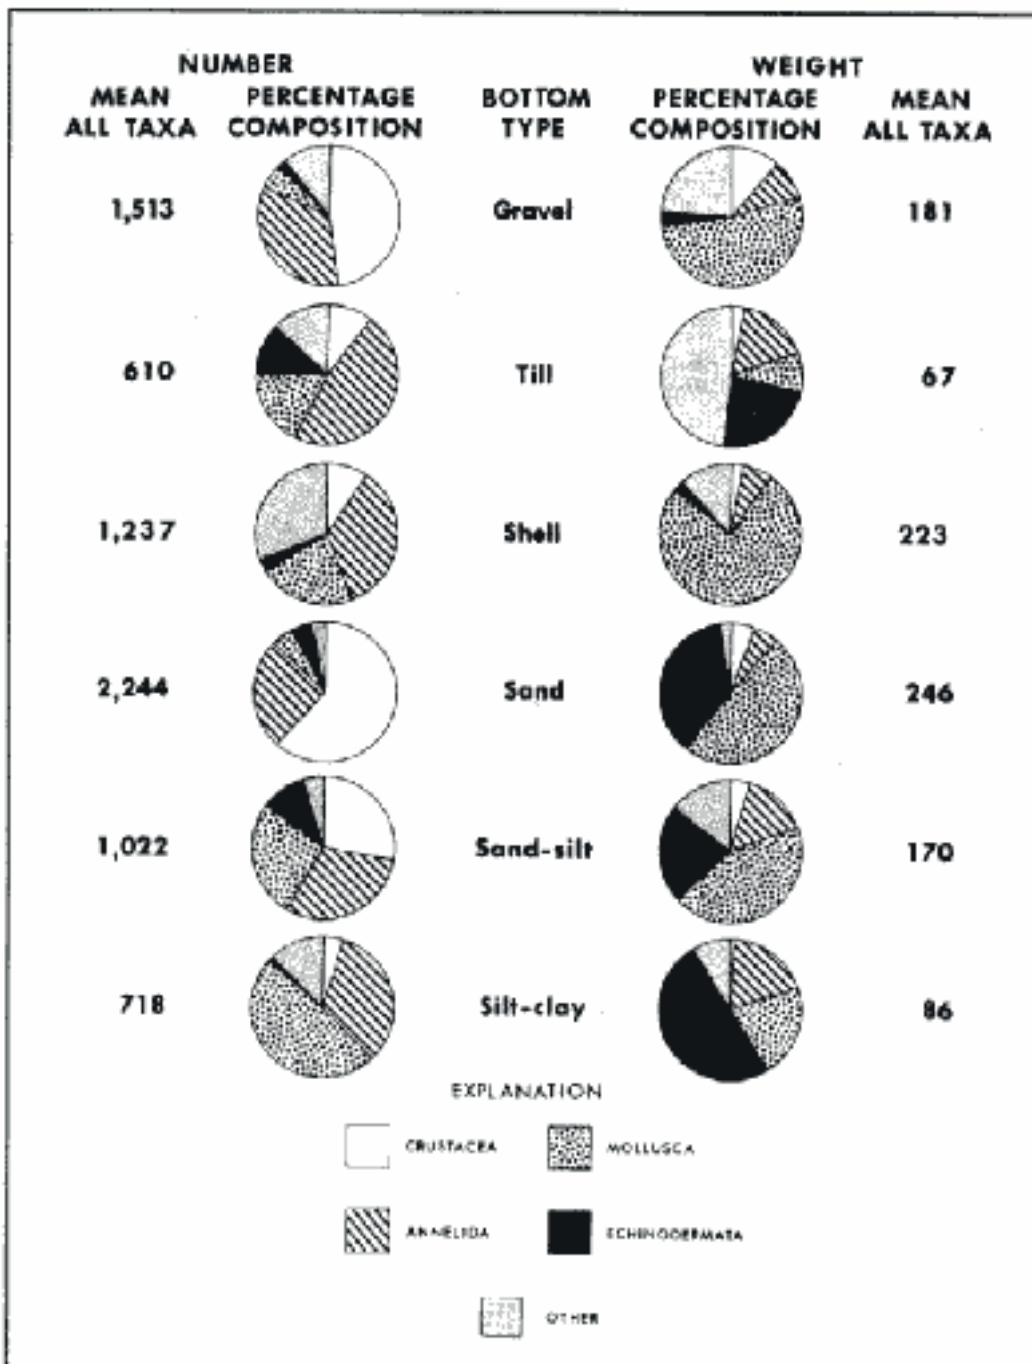 NUMBER WEIGHT
MEAN PERCENTAGE BOTTOM PERCENTAGE MEAN
ALL TAXA COMPOSITION TYPE COMPOSITION ALL TAXA
1,513 Gravel 181
610 Till 67
1,237 Shell 223
2,244 Sand 246
1,022 Sand-silt 170
718 Silt-clay 86
EXPLANATION
CRUSTACEA MOLLUSCA
ANNELIDA ECHINODERMATA
OTHER